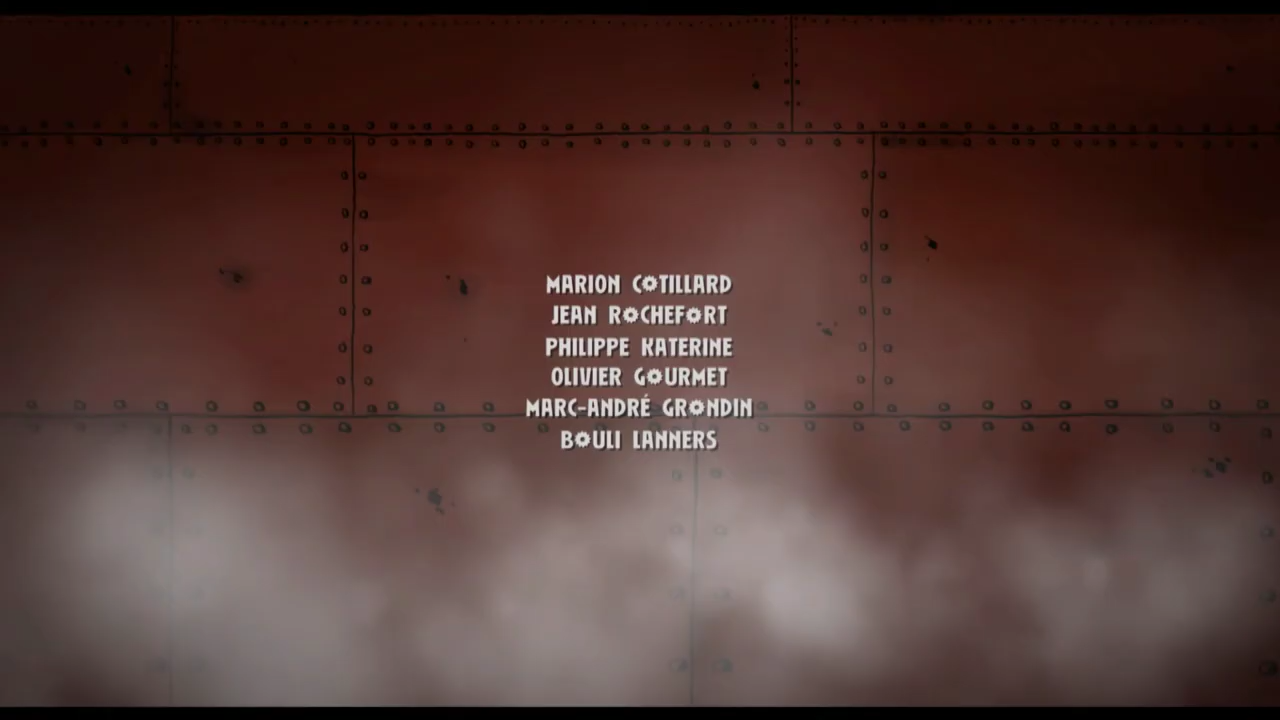 MARION COTILLARD
JEAN ROCHEFORT
PHILIPPE KATERINE
OLIVIER GOURMET
MARC-ANDRÉ GRONDIN
BOULI LANNERS